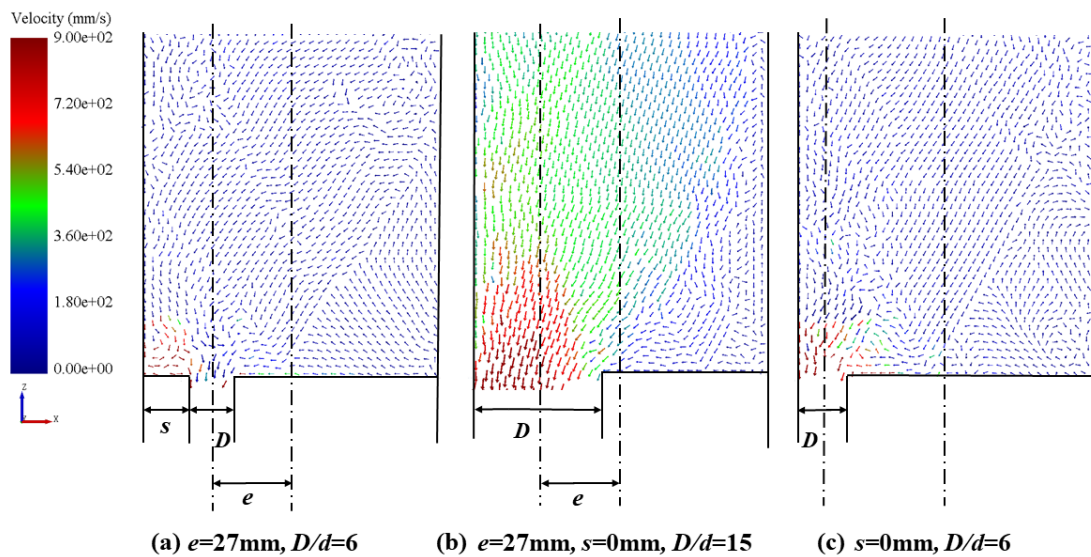 Velocity (mm/s)
9.00e+02
7.20e+02
5.40e+02
3.60e+02
1.80e+02
0.00e+00
z
x
s
D
e
D
e
D
(a) e=27mm, D/d=6
(b) e=27mm, s=0mm, D/d=15
(c) s=0mm, D/d=6